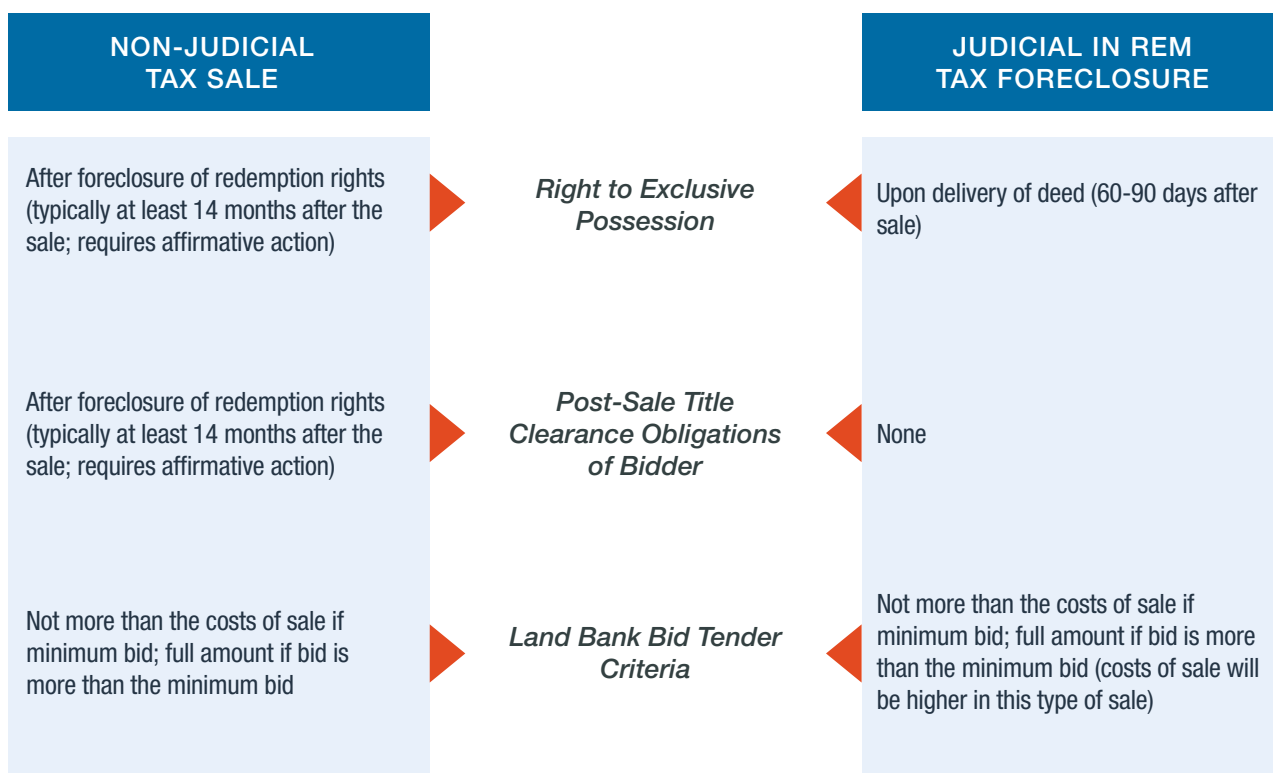 NON-JUDICIAL
TAX SALE
JUDICIAL IN REM
TAX FORECLOSURE
After foreclosure of redemption rights
(typically at least 14 months after the
sale; requires affirmative action)
Right to Exclusive
Possession
Upon delivery of deed (60-90 days after
sale)
After foreclosure of redemption rights
(typically at least 14 months after the
sale; requires affirmative action)
Post-Sale Title
Clearance Obligations
of Bidder
None
Not more than the costs of sale if
minimum bid; full amount if bid is
more than the minimum bid
Land Bank Bid Tender
Criteria
Not more than the costs of sale if
minimum bid; full amount if bid is more
than the minimum bid (costs of sale will
be higher in this type of sale)